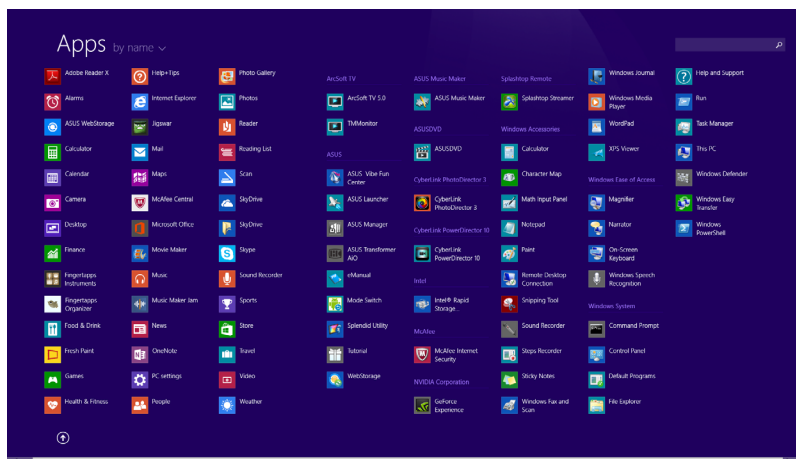 Apps by name
Adobe Reader X
Alarms
ASUS WebStorage
Calculator
Calendar
Camera
Desktop
Finance
Fingertapps
Instruments
Fingertapps
Organizer
Food & Drink
Fresh Paint
Games
Health & Fitness
Help+Tips
Internet Explorer
Jigswar
Mail
Maps
McAfee Central
Microsoft Office
Movie Maker
Music
Music Maker Jam
News
OneNote
PC settings
People
Photo Gallery
Photos
Reader
Reading List
Scan
SkyDrive
SkyDrive
Skype
Sound Recorder
Sports
Store
Travel
Video
Weather
ArcSoft TV
ArcSoft TV 5.0
TMMonitor
ASUS
ASUS Vibe Fun
Center
ASUS Launcher
ASUS Manager
ASUS Transformer
AiO
eManual
Mode Switch
Splendid Utility
Tutorial
WebStorage
ASUS Music Maker
ASUS Music Maker
ASUSDVD
ASUSDVD
CyberLink PhotoDirector 3
CyberLink
PhotoDirector 3
CyberLink PowerDirector 10
CyberLink
PowerDirector 10
Intel
Intel® Rapid
Storage...
McAfee
McAfee Internet
Security
NVIDIA Corporation
GeForce
Experience
Splashtop Remote
Splashtop Streamer
Windows Accessories
Calculator
Character Map
Math Input Panel
Notepad
Paint
Remote Desktop
Connection
Snipping Tool
Sound Recorder
Steps Recorder
Sticky Notes
Windows Fax and
Scan
Windows Journal
Windows Media
Player
WordPad
XPS Viewer
Windows Ease of Access
Magnifier
Narrator
On-Screen
Keyboard
Windows Speech
Recognition
Windows System
Command Prompt
Control Panel
Default Programs
File Explorer
Help and Support
Run
Task Manager
This PC
Windows Defender
Windows Easy
Transfer
Windows
PowerShell